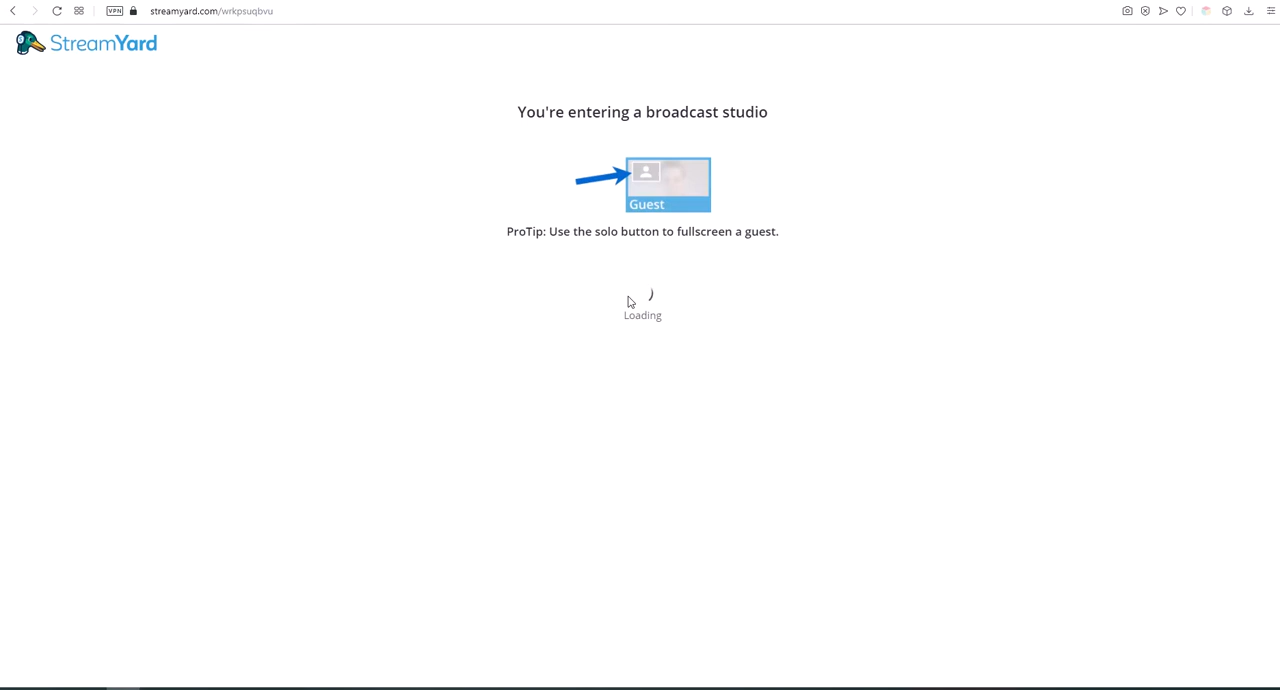 VPN streamyard.com/wrkpsuqbvu
StreamYard
You're entering a broadcast studio
Guest
ProTip: Use the solo button to fullscreen a guest.
Loading